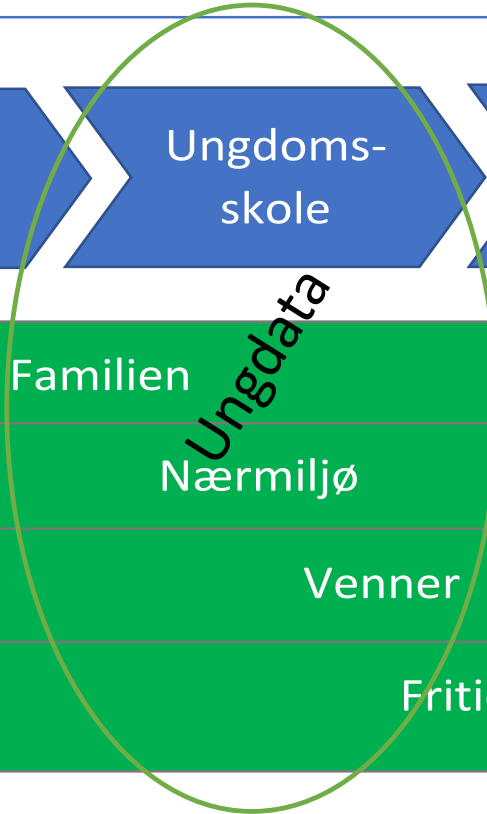 Ungdoms-
skole
Ungdata
Familien
Nærmiljø
Venner